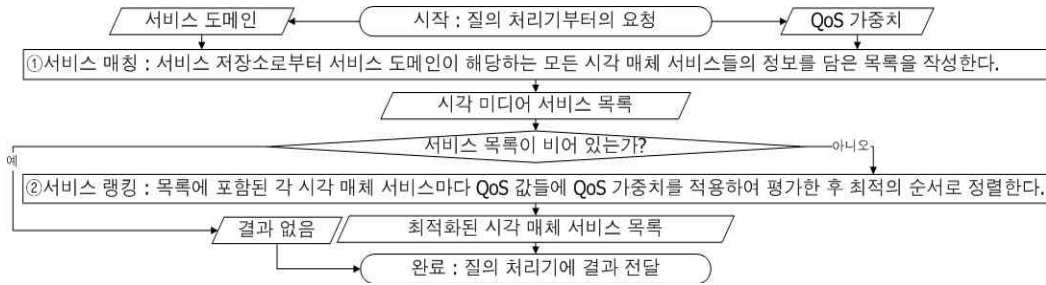 서비스 도메인
시작 : 질의 처리기부터의 요청
QoS 가중치
①서비스 매칭 : 서비스 저장소로부터 서비스 도메인이 해당하는 모든 시각 매체 서비스들의 정보를 담은 목록을 작성한다.
시각 미디어 서비스 목록
서비스 목록이 비어 있는가?
예
아니오
②서비스 랭킹 : 목록에 포함된 각 시각 매체 서비스마다 QoS 값들에 QoS 가중치를 적용하여 평가한 후 최적의 순서로 정렬한다.
결과 없음
최적화된 시각 매체 서비스 목록
완료 : 질의 처리기에 결과 전달